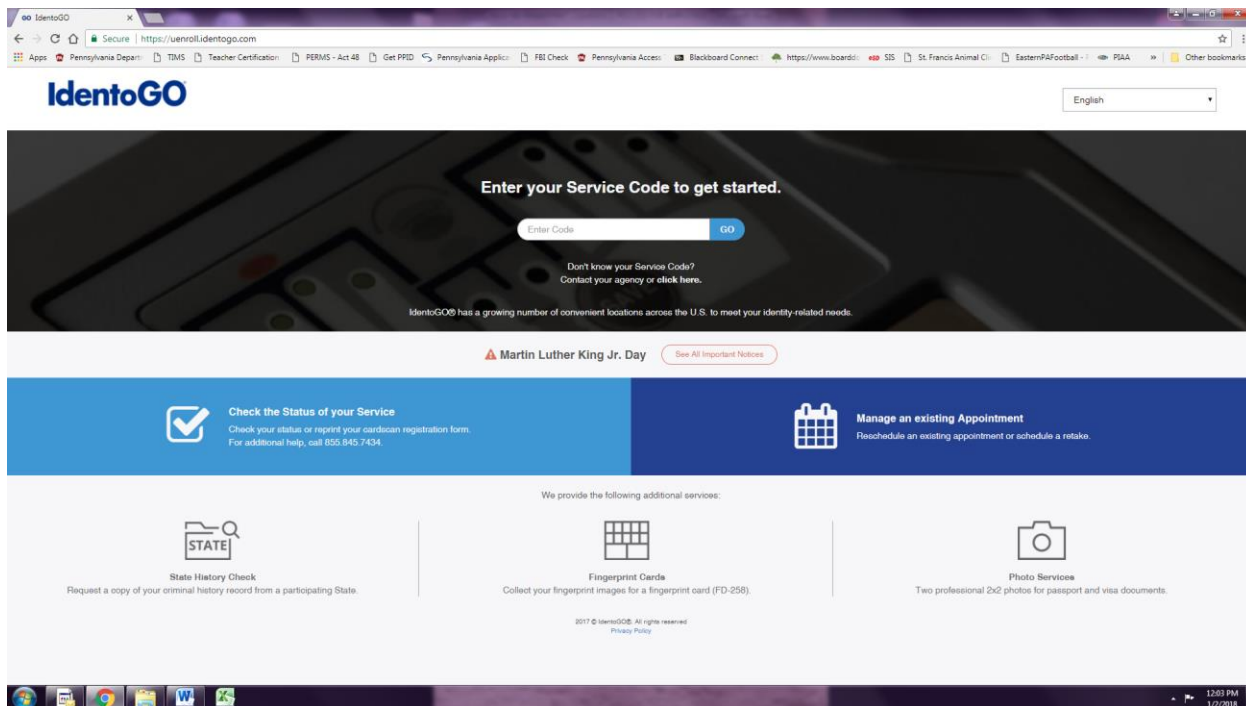 GO IdentoGO
Secure | https://uenroll.identogo.com
Apps Pennsylvania Depart TIMS Teacher Certification PERMS - Act 48 Get PPID Pennsylvania Applic FBI Check Pennsylvania Access Blackboard Connect https://www.boarddo SIS St. Francis Animal Cli EasternPAFootball - PIAA » Other bookmarks
IdentoGO
English
Enter your Service Code to get started.
Enter Code GO
Don't know your Service Code?
Contact your agency or click here.
IdentoGO® has a growing number of convenient locations across the U.S. to meet your identity-related needs.
Martin Luther King Jr. Day See All Important Notices
Check the Status of your Service
Check your status or reprint your cardscan registration form.
For additional help, call 855.845.7434.
Manage an existing Appointment
Reschedule an existing appointment or schedule a retake.
We provide the following additional services:
STATE
State History Check
Request a copy of your criminal history record from a participating State.
Fingerprint Cards
Collect your fingerprint images for a fingerprint card (FD-258).
Photo Services
Two professional 2x2 photos for passport and visa documents.
2017 © IdentoGO®. All rights reserved
Privacy Policy
12:03 PM
1/2/2018